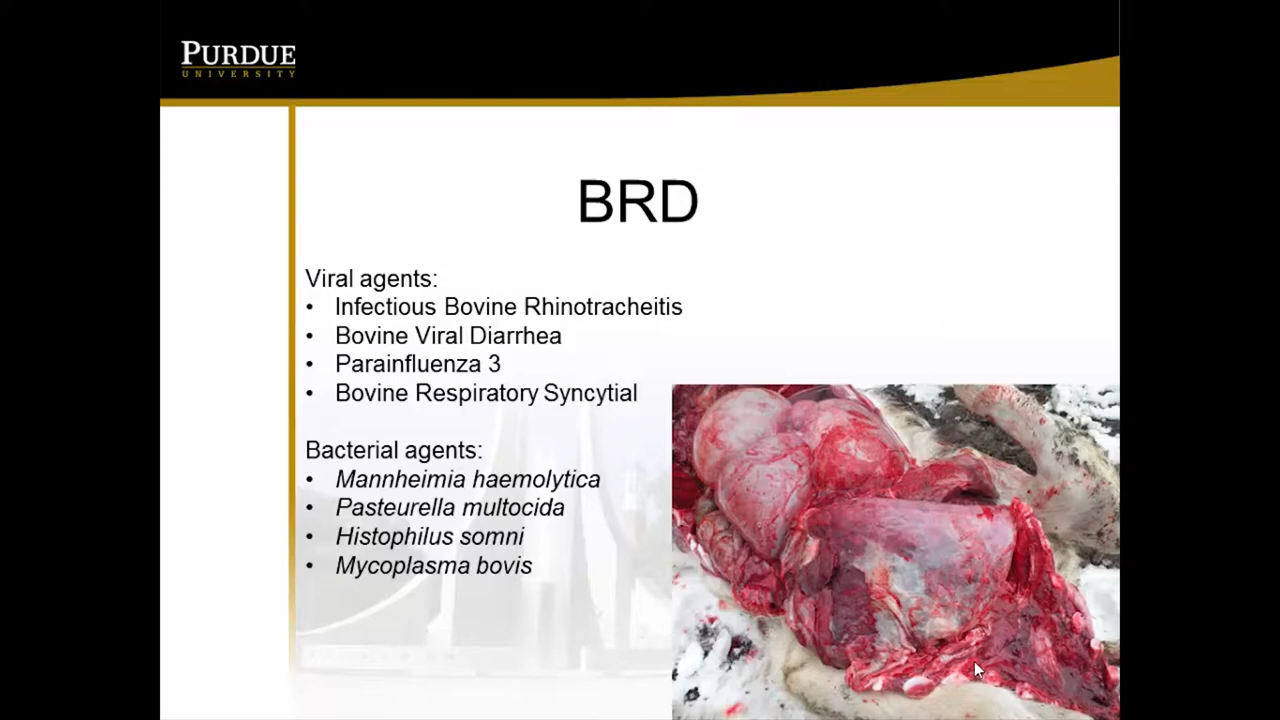 PURDUE
UNIVERSITY
BRD
Viral agents:
• Infectious Bovine Rhinotracheitis
• Bovine Viral Diarrhea
• Parainfluenza 3
• Bovine Respiratory Syncytial
Bacterial agents:
• Mannheimia haemolytica
• Pasteurella multocida
• Histophilus somni
• Mycoplasma bovis